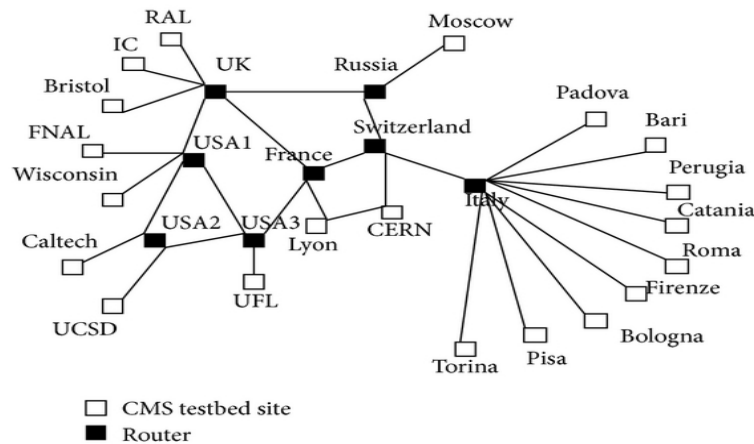 RAL
Moscow
IC
UK
Russia
Bristol
Padova
Bari
FNAL
USA1
Switzerland
France
Perugia
Wisconsin
Italy
Catania
USA2
USA3
Lyon
CERN
Caltech
Roma
UFL
Firenze
UCSD
Bologna
Torina
Pisa
CMS testbed site
Router